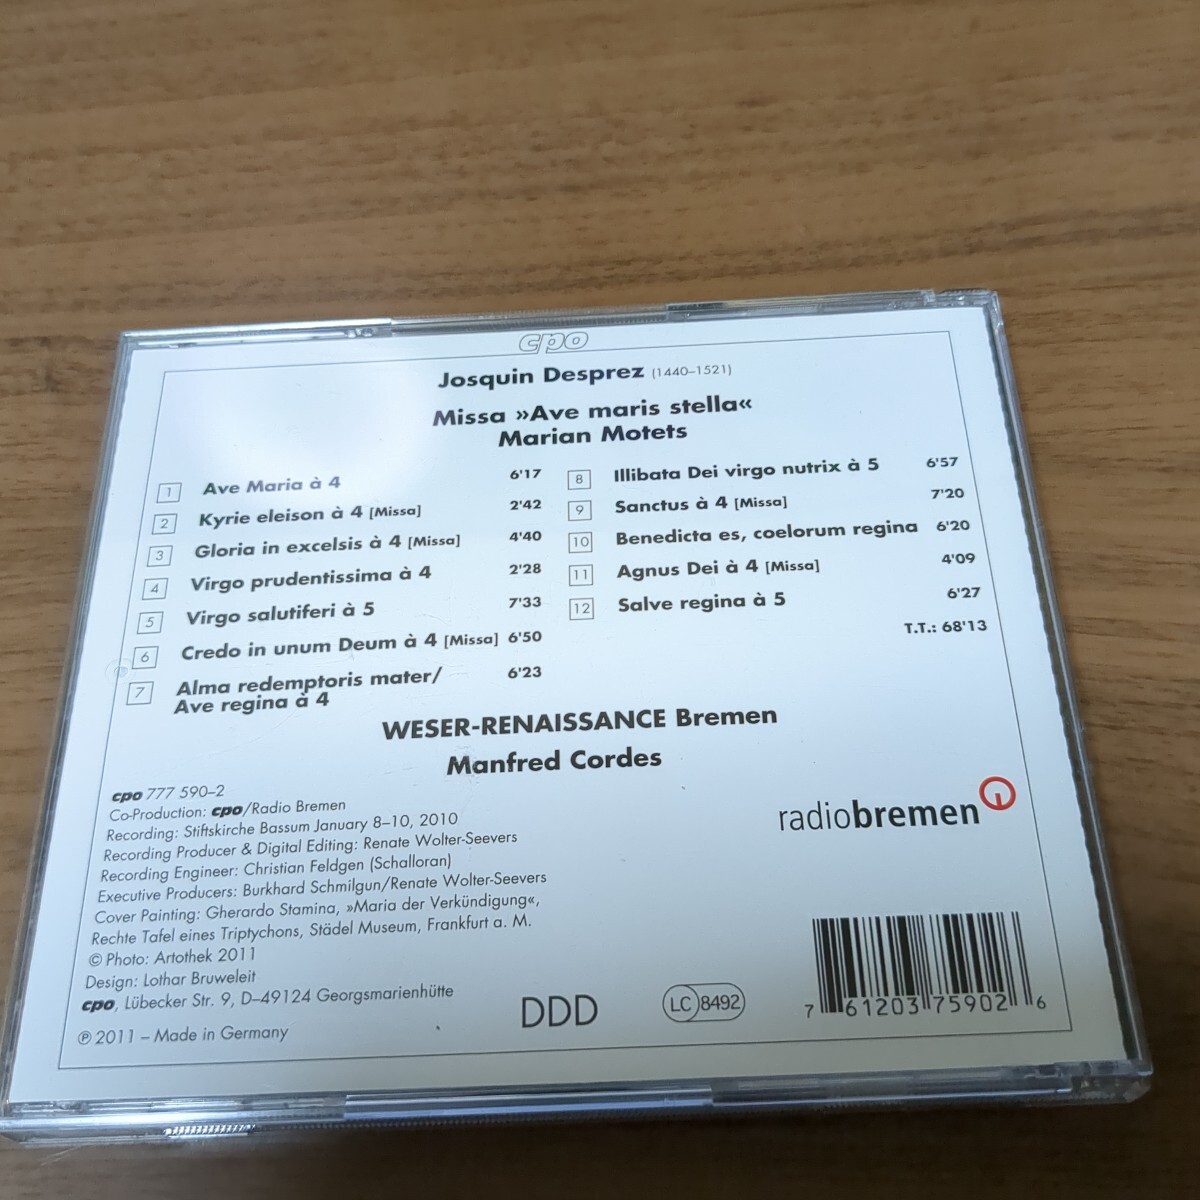 cpo
Josquin Desprez (1440–1521)
Missa »Ave maris stella«
Marian Motets
1 Ave Maria à 4 6'17
2 Kyrie eleison à 4 [Missa] 2'42
3 Gloria in excelsis à 4 [Missa] 4'40
4 Virgo prudentissima à 4 2'28
5 Virgo salutiferi à 5 7'33
6 Credo in unum Deum à 4 [Missa] 6'50
7 Alma redemptoris mater/ 6'23
Ave regina à 4
8 Illibata Dei virgo nutrix à 5 6'57
9 Sanctus à 4 [Missa] 7'20
10 Benedicta es, coelorum regina 6'20
11 Agnus Dei à 4 [Missa] 4'09
12 Salve regina à 5 6'27
T.T.: 68'13
WESER-RENAISSANCE Bremen
Manfred Cordes
cpo 777 590–2
Co-Production: cpo/Radio Bremen
Recording: Stiftskirche Bassum January 8–10, 2010
Recording Producer & Digital Editing: Renate Wolter-Seevers
Recording Engineer: Christian Feldgen (Schalloran)
Executive Producers: Burkhard Schmilgun/Renate Wolter-Seevers
Cover Painting: Gherardo Stamina, »Maria der Verkündigung«,
Rechte Tafel eines Triptychons, Städel Museum, Frankfurt a. M.
© Photo: Artothek 2011
Design: Lothar Bruweleit
cpo, Lübecker Str. 9, D–49124 Georgsmarienhütte
℗ 2011 – Made in Germany
radiobremen
DDD
LC 8492
7 61203 75902 6